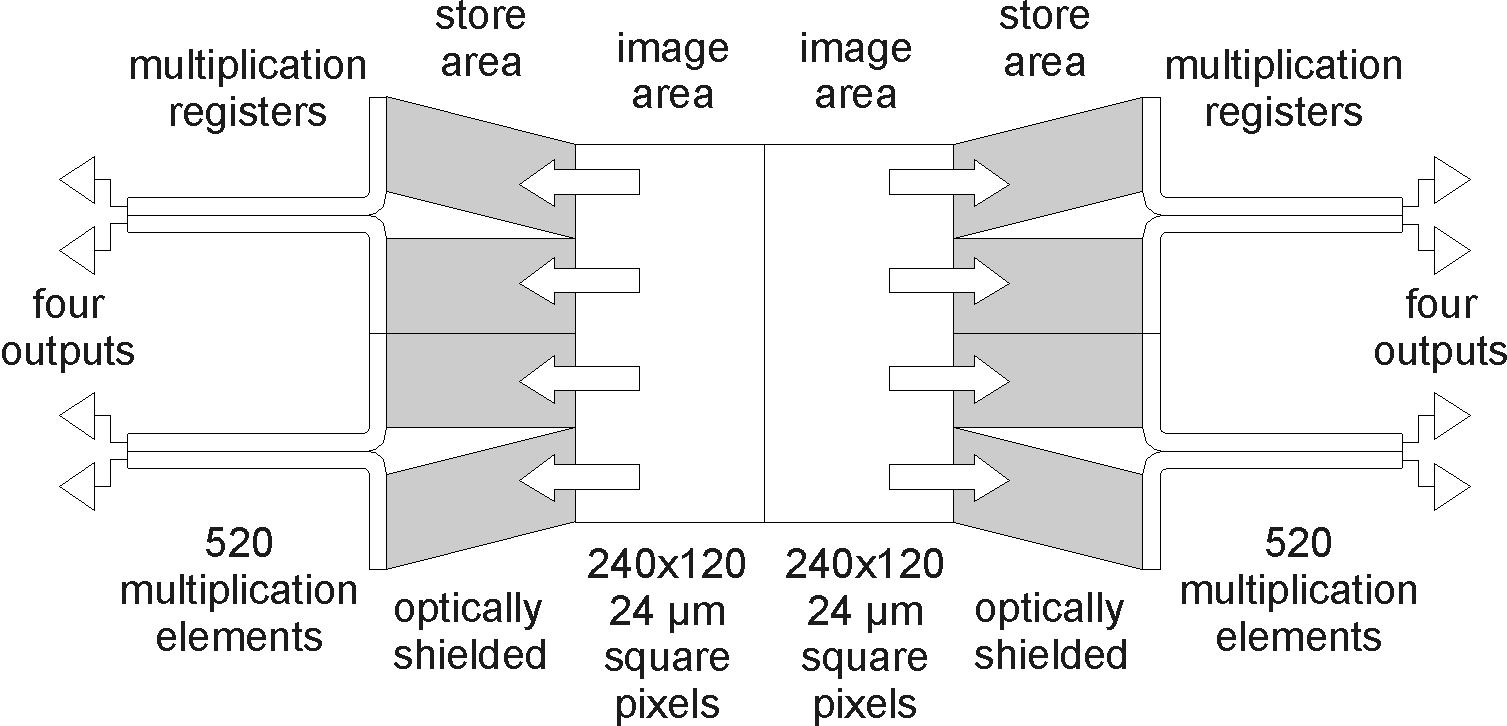 store
area
image
area
image
area
store
area
multiplication
registers
multiplication
registers
four
outputs
four
outputs
520
multiplication
elements
optically
shielded
240x120
24 µm
square
pixels
240x120
24 µm
square
pixels
optically
shielded
520
multiplication
elements